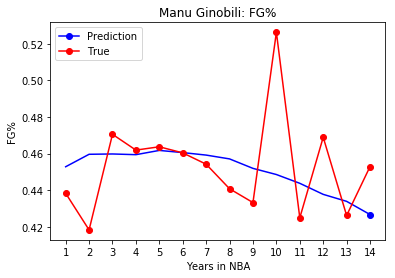 Manu Ginobili: FG%
Prediction
True
0.52
0.50
0.48
0.46
0.44
0.42
FG%
1 2 3 4 5 6 7 8 9 10 11 12 13 14
Years in NBA